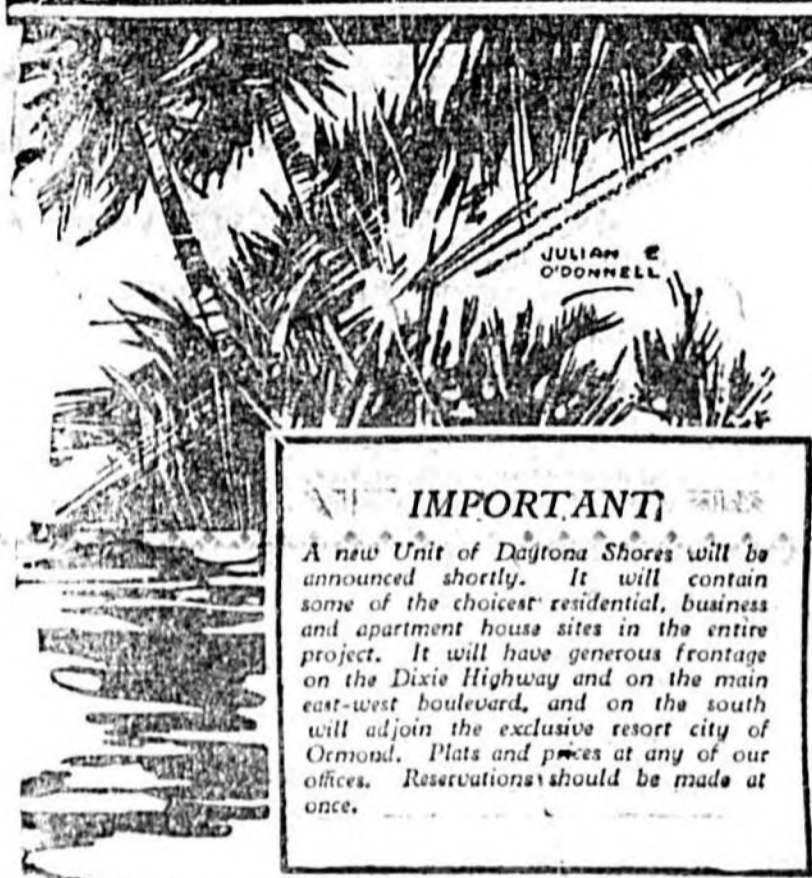 JULIAN E
O'DONNELL
IMPORTANT
A new Unit of Daytona Shores will be
announced shortly. It will contain
some of the choicest residential, business
and apartment house sites in the entire
project. It will have generous frontage
on the Dixie Highway and on the main
east-west boulevard, and on the south
will adjoin the exclusive resort city of
Ormond. Plats and prices at any of our
offices. Reservations should be made at
once.